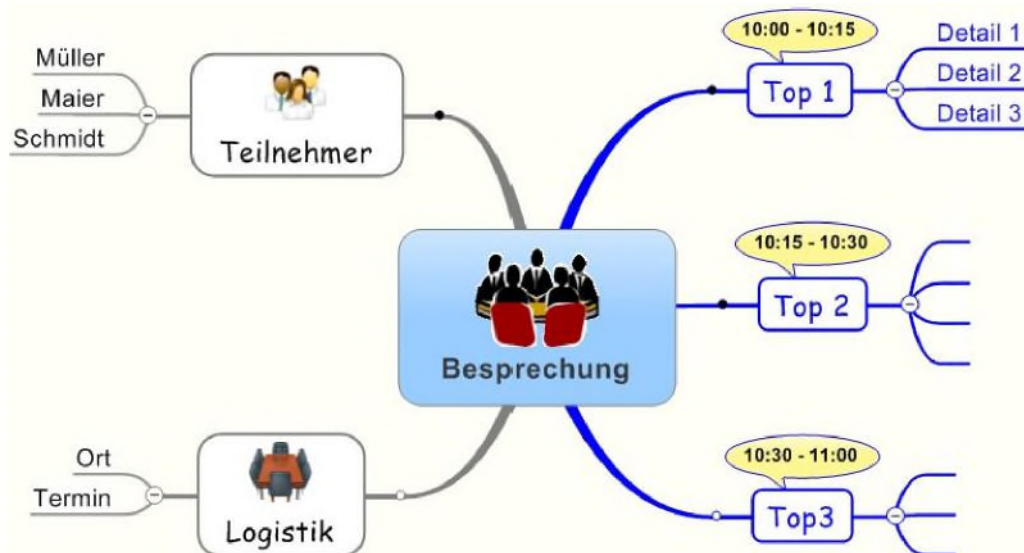 Müller
Maier
Schmidt
Teilnehmer
Ort
Termin
Logistik
Besprechung
10:00 - 10:15
Top 1
Detail 1
Detail 2
Detail 3
10:15 - 10:30
Top 2
10:30 - 11:00
Top3